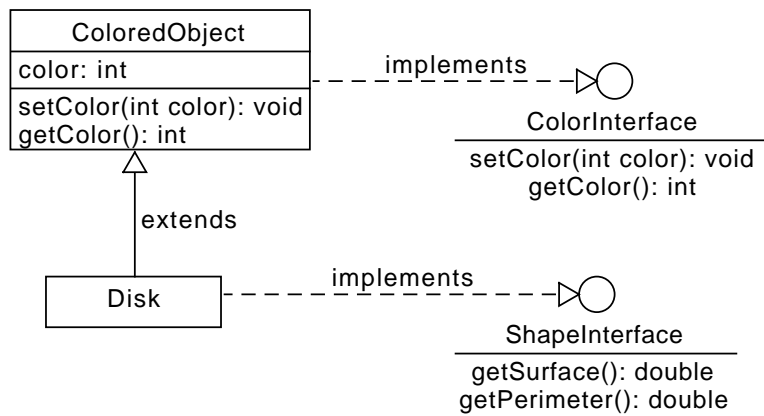 ColoredObject
color: int
setColor(int color): void
getColor(): int
implements
ColorInterface
setColor(int color): void
getColor(): int
extends
Disk
implements
ShapeInterface
getSurface(): double
getPerimeter(): double